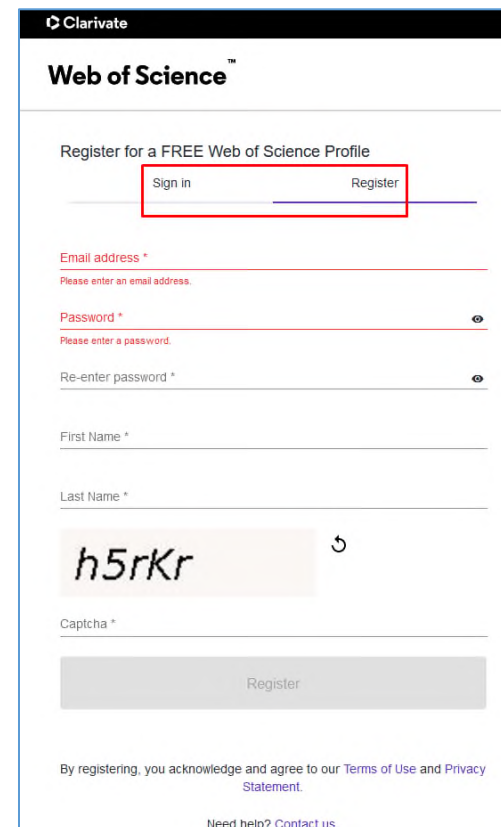 Clarivate
Web of Science™
Register for a FREE Web of Science Profile
Sign in Register
Email address *
Please enter an email address.
Password *
Please enter a password.
Re-enter password *
First Name *
Last Name *
h5rKr
Captcha *
Register
By registering, you acknowledge and agree to our Terms of Use and Privacy
Statement.
Need help? Contact us